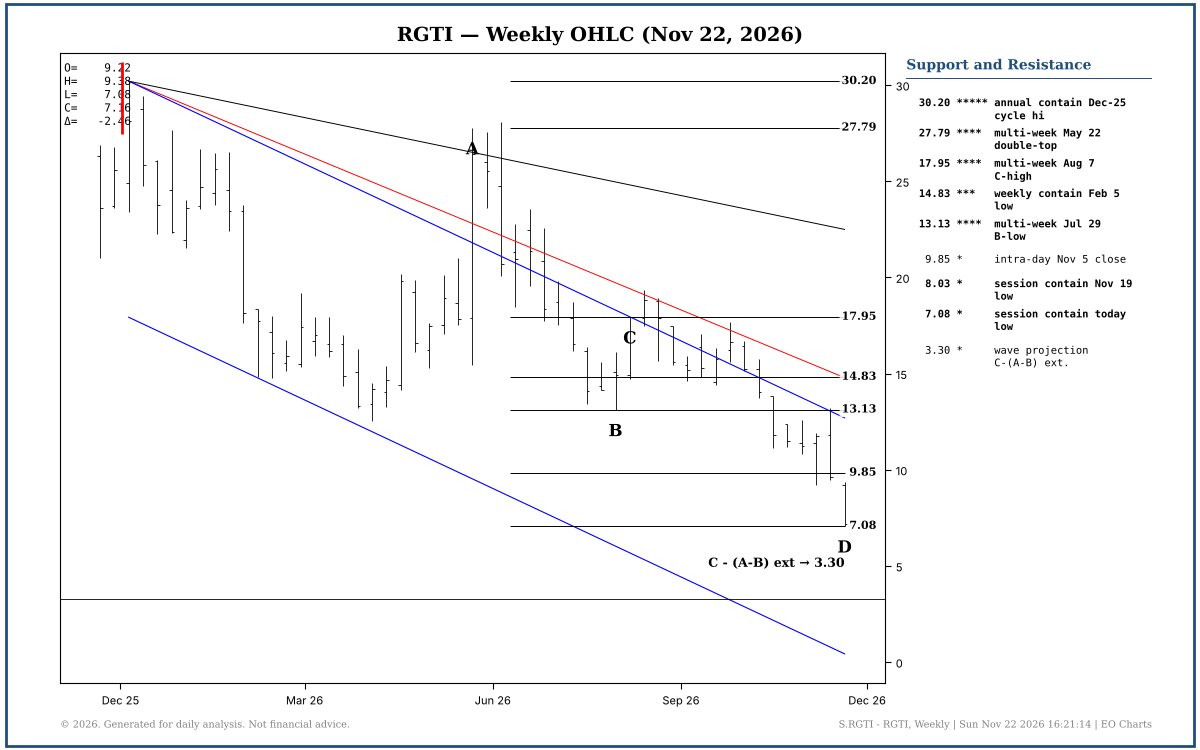 RGTI — Weekly OHLC (Nov 22, 2026)
O= 9.22
H= 9.38
L= 7.08
C= 7.16
Δ= -2.46
30.20
27.79
17.95
14.83
13.13
9.85
7.08
A
B
C
D
C - (A-B) ext → 3.30
30
25
20
15
10
5
0
Dec 25
Mar 26
Jun 26
Sep 26
Dec 26
Support and Resistance
30.20 ***** annual contain Dec-25
cycle hi
27.79 **** multi-week May 22
double-top
17.95 **** multi-week Aug 7
C-high
14.83 *** weekly contain Feb 5
low
13.13 **** multi-week Jul 29
B-low
9.85 * intra-day Nov 5 close
8.03 * session contain Nov 19
low
7.08 * session contain today
low
3.30 * wave projection
C-(A-B) ext.
© 2026. Generated for daily analysis. Not financial advice.
S.RGTI - RGTI, Weekly | Sun Nov 22 2026 16:21:14 | EO Charts